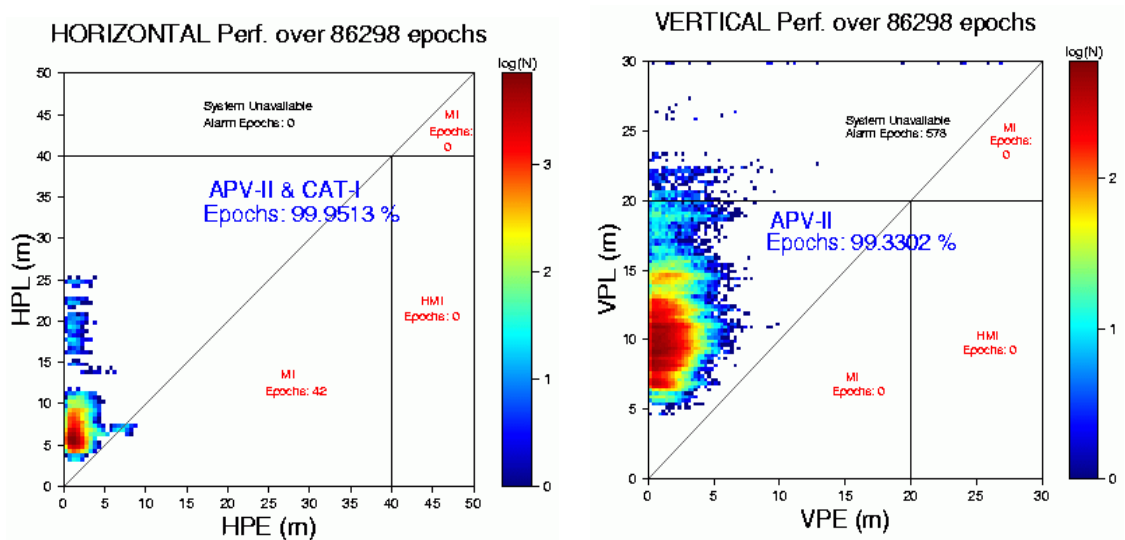 HORIZONTAL Perf. over 86298 epochs
log(N)
50
45
40
35
30
25
20
15
10
5
0
HPL (m)
System Unavailable
Alarm Epochs: 0
MI
Epochs:
0
APV-II & CAT-I
Epochs: 99.9513 %
HMI
Epochs: 0
MI
Epochs: 42
3
2
1
0
0 5 10 15 20 25 30 35 40 45 50
HPE (m)
VERTICAL Perf. over 86298 epochs
log(N)
30
25
20
15
10
5
0
VPL (m)
System Unavailable
Alarm Epochs: 578
MI
Epochs:
0
APV-II
Epochs: 99.3302 %
HMI
Epochs: 0
MI
Epochs: 0
2
1
0
0 5 10 15 20 25 30
VPE (m)